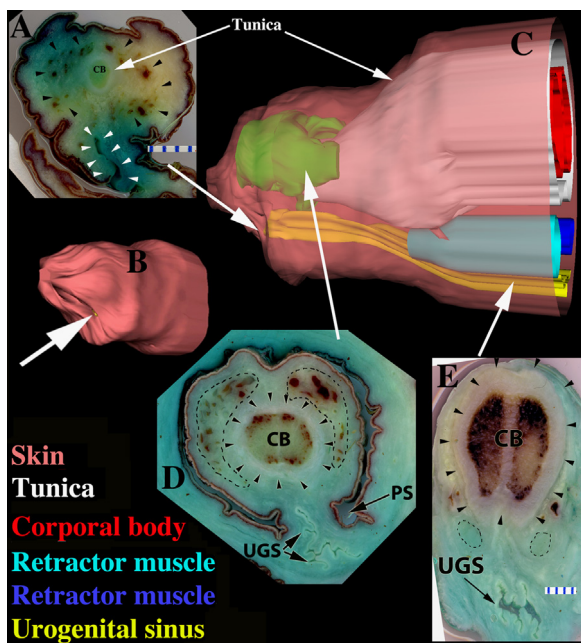 A
CB
Tunica
C
B
E
CB
UGS
D
CB
PS
UGS
Skin
Tunica
Corporal body
Retractor muscle
Retractor muscle
Urogenital sinus